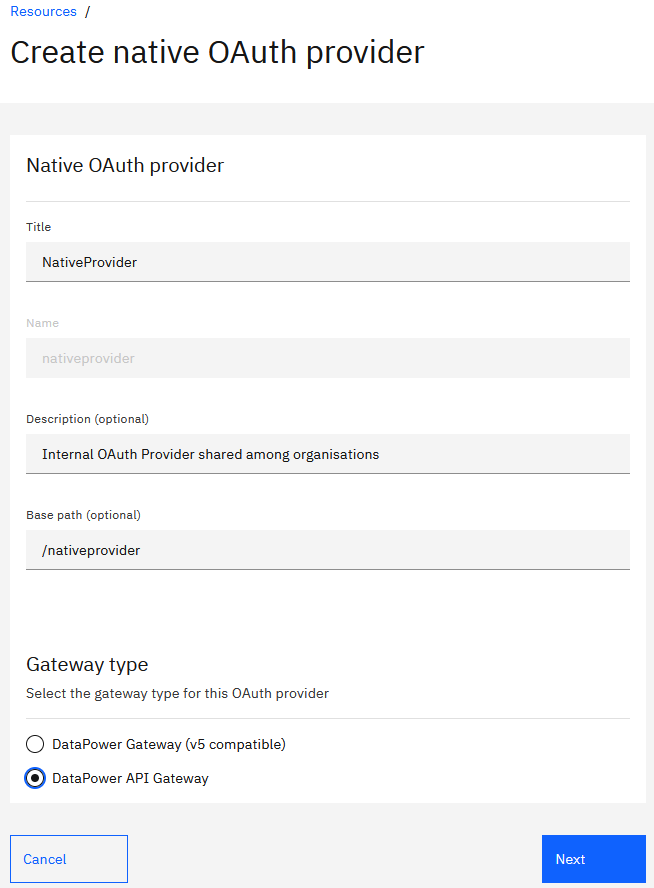 Resources /
Create native OAuth provider
Native OAuth provider
Title
NativeProvider
Name
nativeprovider
Description (optional)
Internal OAuth Provider shared among organisations
Base path (optional)
/nativeprovider
Gateway type
Select the gateway type for this OAuth provider
DataPower Gateway (v5 compatible)
DataPower API Gateway
Cancel
Next